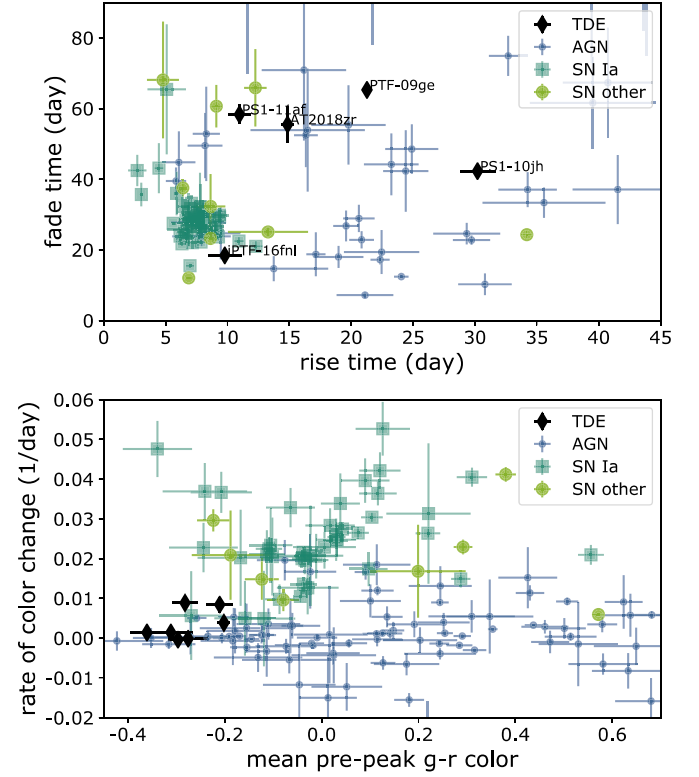 80
60
40
20
0
fade time (day)
TDE
AGN
SN Ia
SN other
PTF-09ge
PS1-11af
AT2018zr
PS1-10jh
iPTF-16fnl
0 5 10 15 20 25 30 35 40 45
rise time (day)
0.06
0.05
0.04
0.03
0.02
0.01
0.00
-0.01
-0.02
rate of color change (1/day)
TDE
AGN
SN Ia
SN other
-0.4 -0.2 0.0 0.2 0.4 0.6
mean pre-peak g-r color